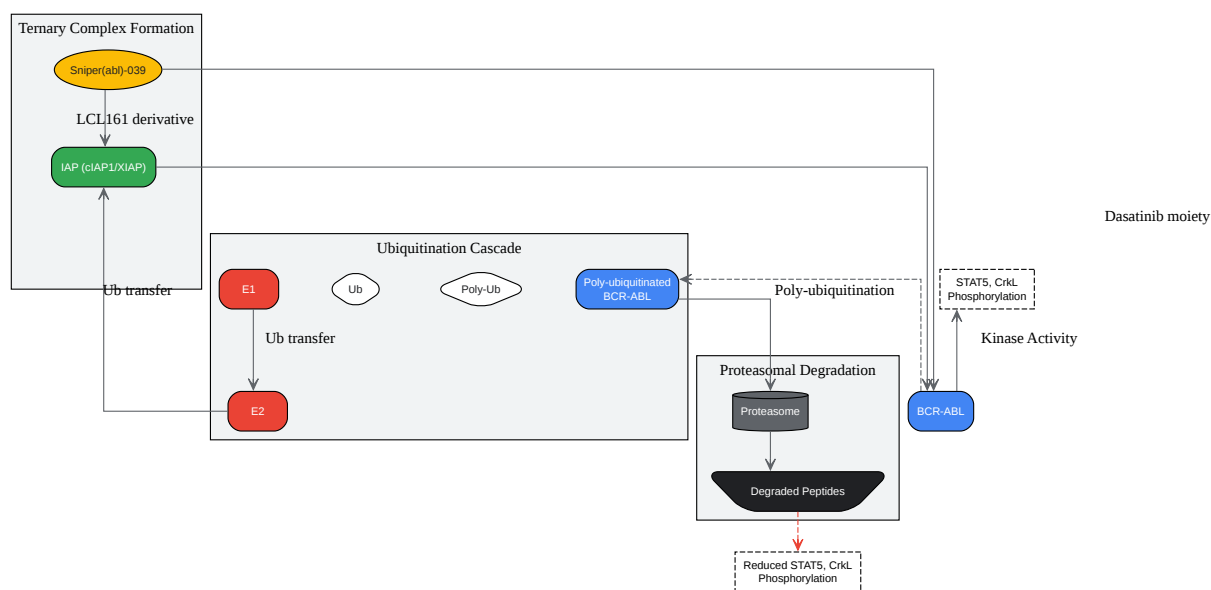 Ternary Complex Formation
Sniper(abl)-039
LCL161 derivative
IAP (cIAP1/XIAP)
Dasatinib moiety
Ubiquitination Cascade
Ub transfer
E1
Ub
Poly-Ub
Poly-ubiquitinated
BCR-ABL
Poly-ubiquitination
STAT5, CrkL
Phosphorylation
Ub transfer
Kinase Activity
Proteasomal Degradation
E2
Proteasome
BCR-ABL
Degraded Peptides
Reduced STAT5, CrkL
Phosphorylation